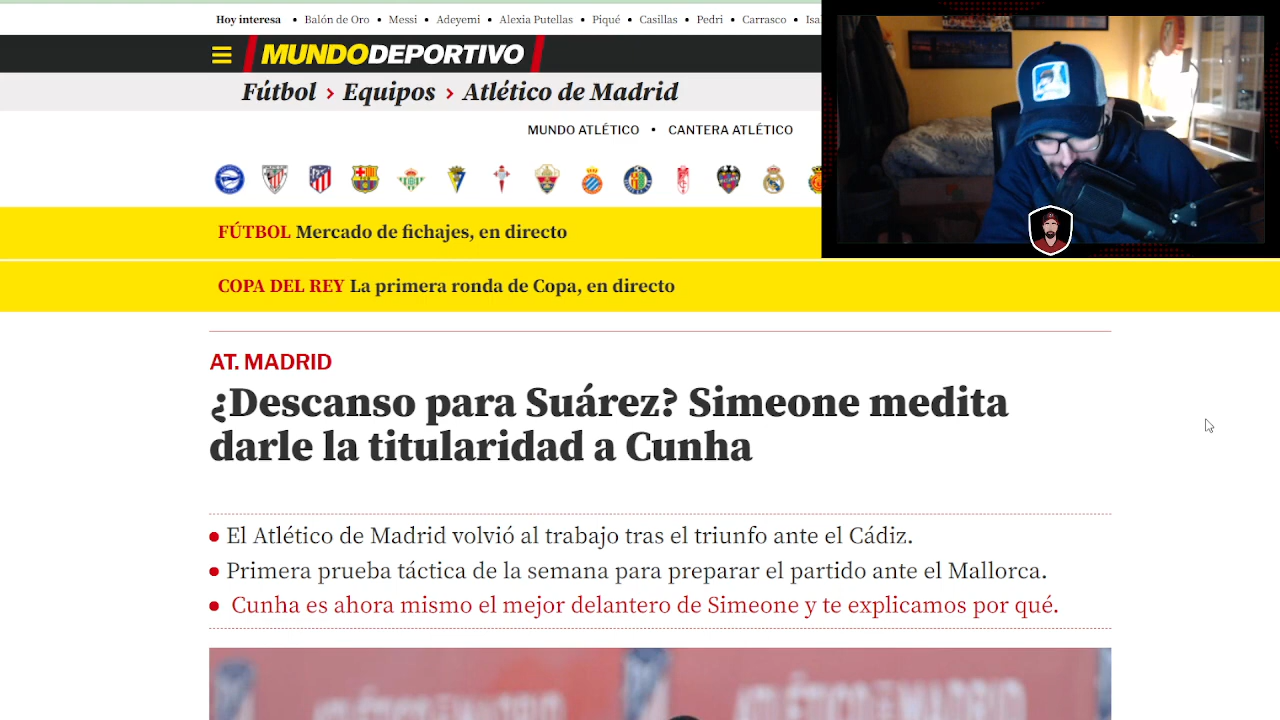 Hoy interesa • Balón de Oro • Messi • Adeyemi • Alexia Putellas • Piqué • Casillas • Pedri • Carrasco • Isa
MUNDODEPORTIVO
Fútbol › Equipos › Atlético de Madrid
MUNDO ATLÉTICO • CANTERA ATLÉTICO
FÚTBOL Mercado de fichajes, en directo
COPA DEL REY La primera ronda de Copa, en directo
AT. MADRID
¿Descanso para Suárez? Simeone medita
darle la titularidad a Cunha
• El Atlético de Madrid volvió al trabajo tras el triunfo ante el Cádiz.
• Primera prueba táctica de la semana para preparar el partido ante el Mallorca.
• Cunha es ahora mismo el mejor delantero de Simeone y te explicamos por qué.